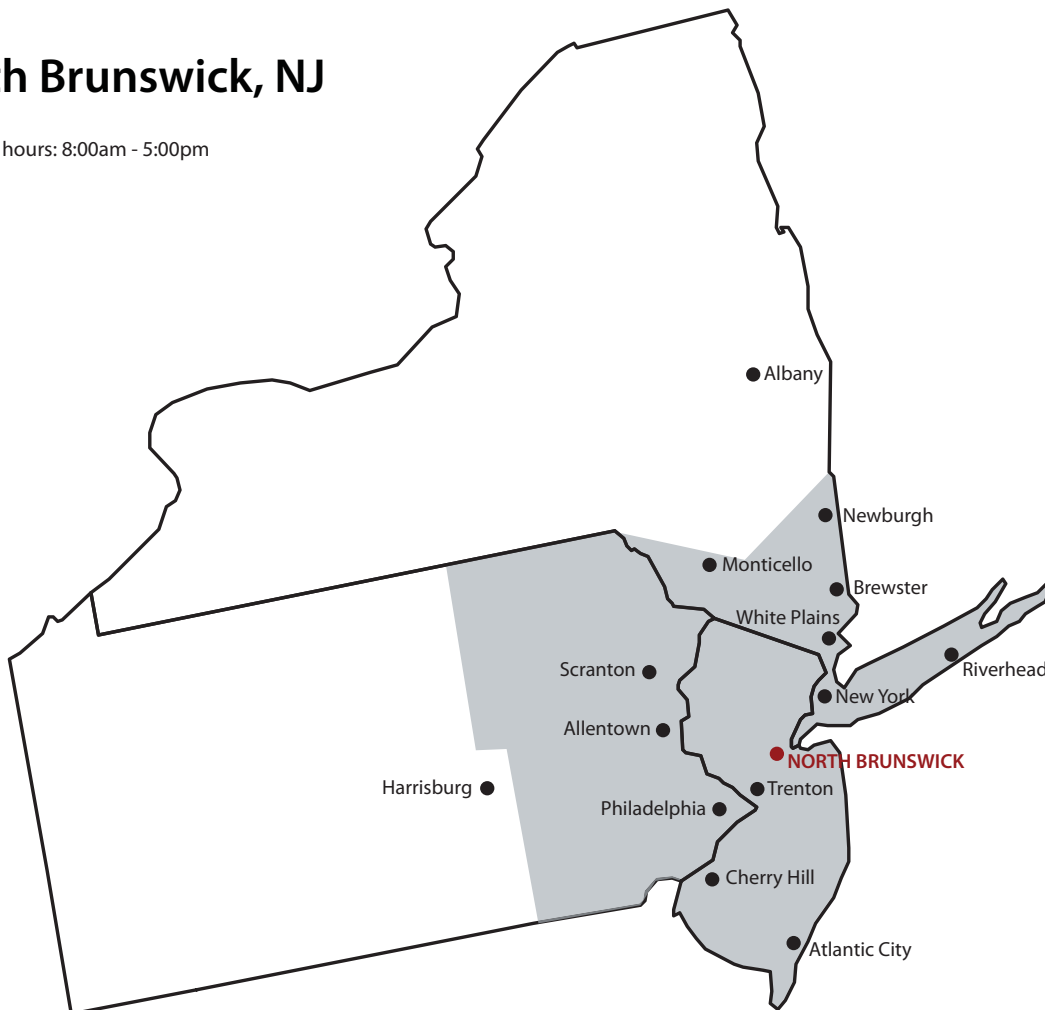 th Brunswick, NJ
hours: 8:00am - 5:00pm
Albany
Newburgh
Monticello
Brewster
White Plains
Riverhead
Scranton
New York
Allentown
NORTH BRUNSWICK
Harrisburg
Trenton
Philadelphia
Cherry Hill
Atlantic City